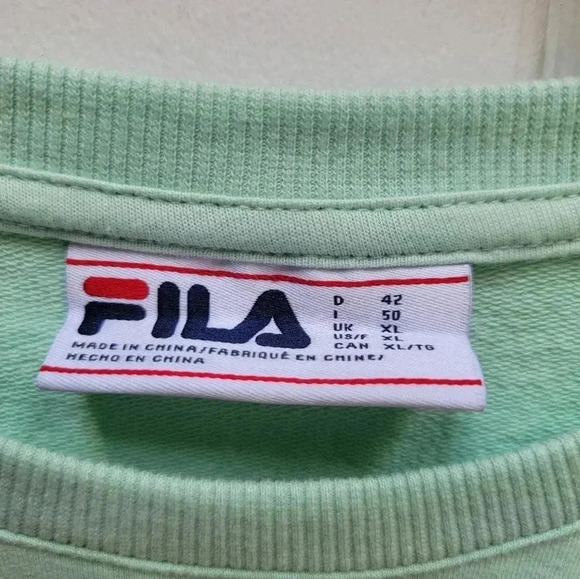 FILA
D 42
I 50
UK XL
US/F XL
CAN XL/TG
MADE IN CHINA/FABRIQUÉ EN CHINE/
HECHO EN CHINA